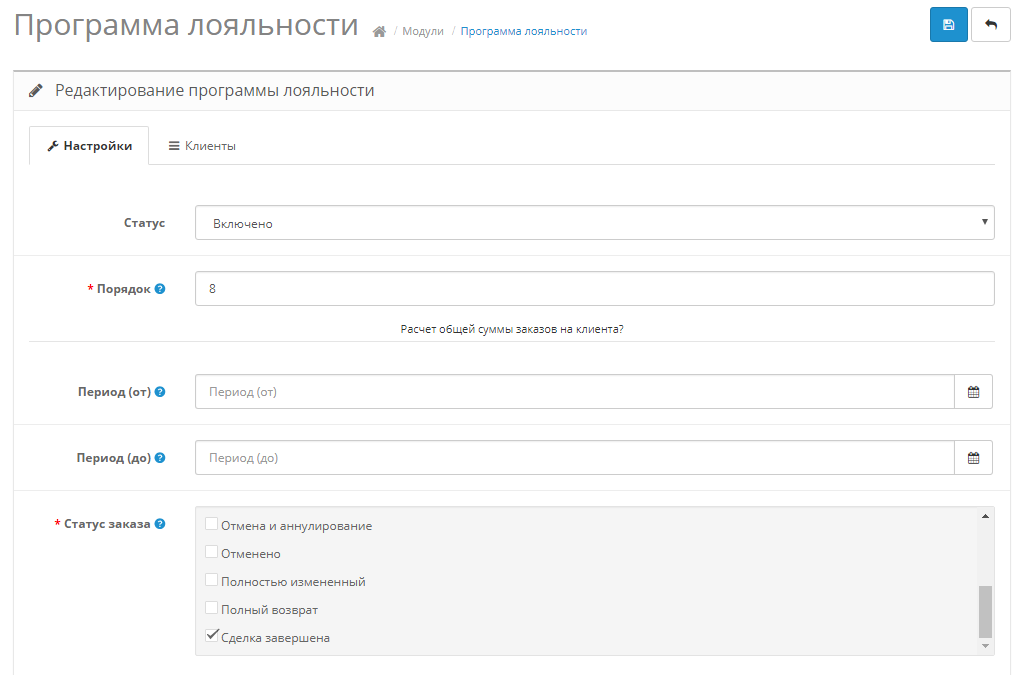 Программа лояльности / Модули / Программа лояльности
Редактирование программы лояльности
Настройки Клиенты
Статус Включено
* Порядок 8
Расчет общей суммы заказов на клиента?
Период (от) Период (от)
Период (до) Период (до)
* Статус заказа Отмена и аннулирование
Отменено
Полностью измененный
Полный возврат
Сделка завершена